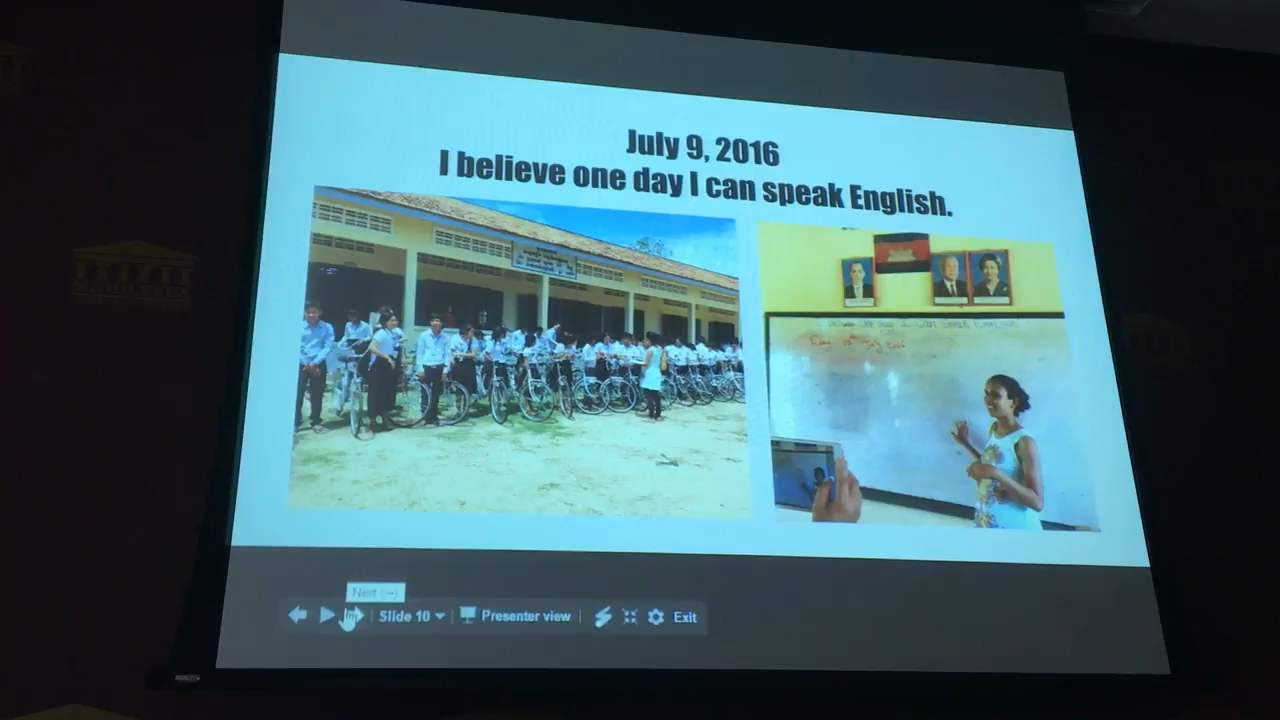 July 9, 2016
I believe one day I can speak English.
Next (→)
Slide 10
Presenter view
Exit